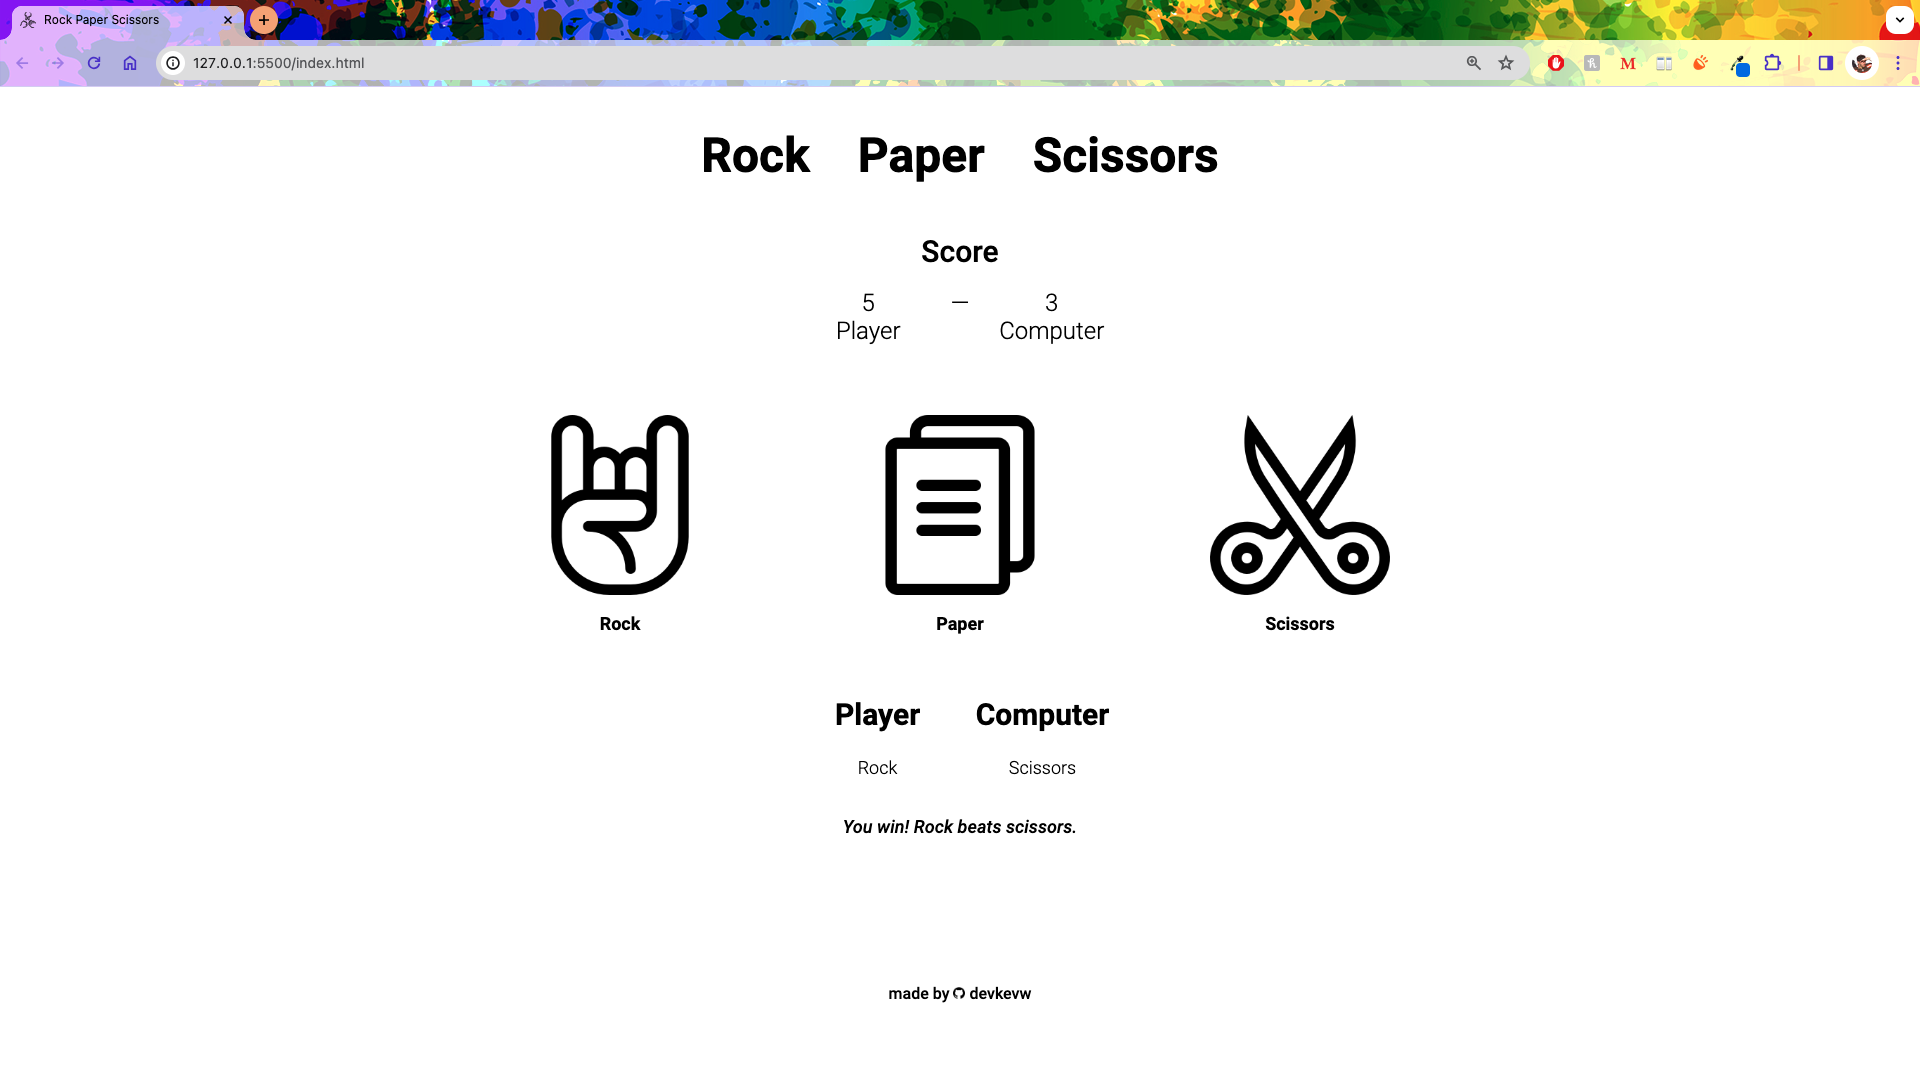 Rock Paper Scissors
127.0.0.1:5500/index.html
M
Rock Paper Scissors
Score
5 — 3
Player Computer
Rock Paper Scissors
Player Computer
Rock Scissors
You win! Rock beats scissors.
made by devkevw